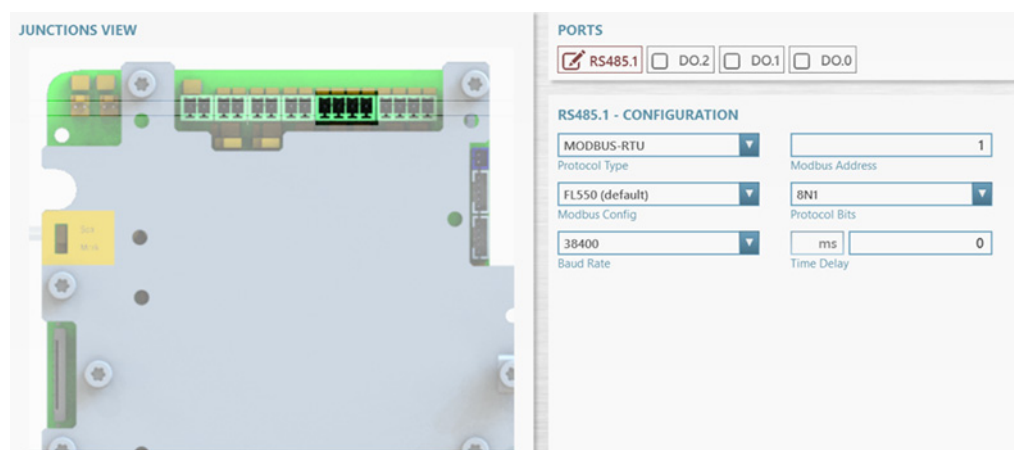 JUNCTIONS VIEW
PORTS
RS485.1 DO.2 DO.1 DO.0
RS485.1 - CONFIGURATION
MODBUS-RTU 1
Protocol Type Modbus Address
FL550 (default) 8N1
Modbus Config Protocol Bits
38400 ms 0
Baud Rate Time Delay